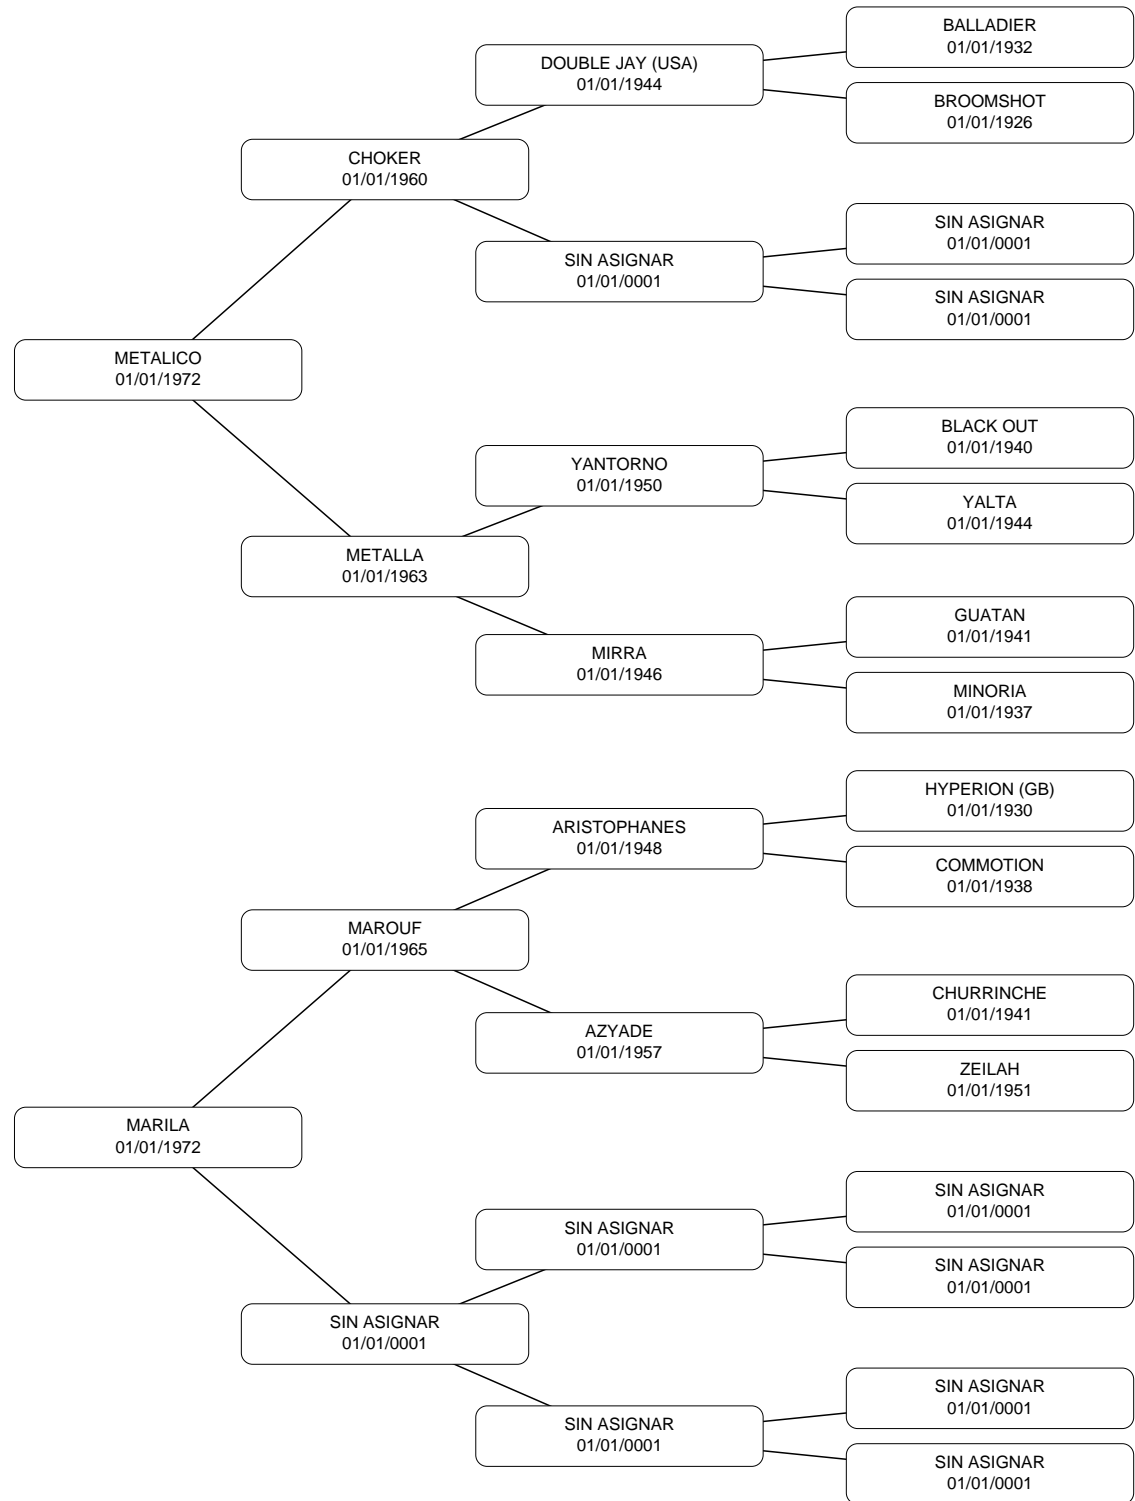 BALLADIER
01/01/1932
DOUBLE JAY (USA)
01/01/1944
BROOMSHOT
01/01/1926
CHOKER
01/01/1960
SIN ASIGNAR
01/01/0001
SIN ASIGNAR
01/01/0001
SIN ASIGNAR
01/01/0001
METALICO
01/01/1972
BLACK OUT
01/01/1940
YANTORNO
01/01/1950
YALTA
01/01/1944
METALLA
01/01/1963
GUATAN
01/01/1941
MIRRA
01/01/1946
MINORIA
01/01/1937
HYPERION (GB)
01/01/1930
ARISTOPHANES
01/01/1948
COMMOTION
01/01/1938
MAROUF
01/01/1965
CHURRINCHE
01/01/1941
AZYADE
01/01/1957
ZEILAH
01/01/1951
MARILA
01/01/1972
SIN ASIGNAR
01/01/0001
SIN ASIGNAR
01/01/0001
SIN ASIGNAR
01/01/0001
SIN ASIGNAR
01/01/0001
SIN ASIGNAR
01/01/0001
SIN ASIGNAR
01/01/0001
SIN ASIGNAR
01/01/0001